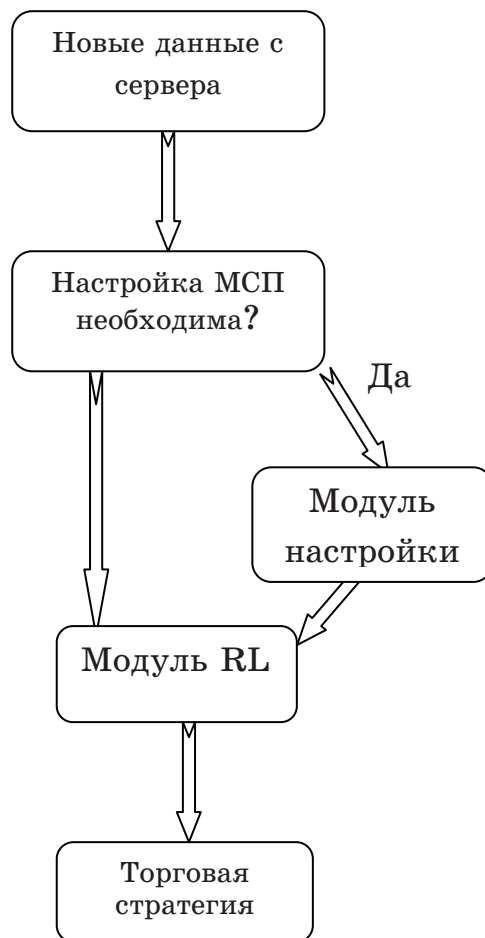 Новые данные с
сервера
Настройка МСП
необходима?
Да
Модуль
настройки
Модуль RL
Торговая
стратегия